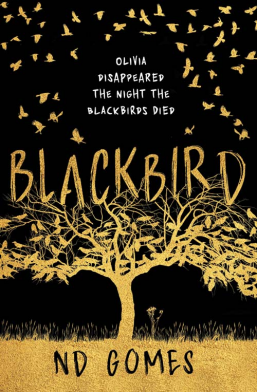 OLIVIA
DISAPPEARED
THE NIGHT THE
BLACKBIRDS DIED
BLACKBIRD
ND GOMES